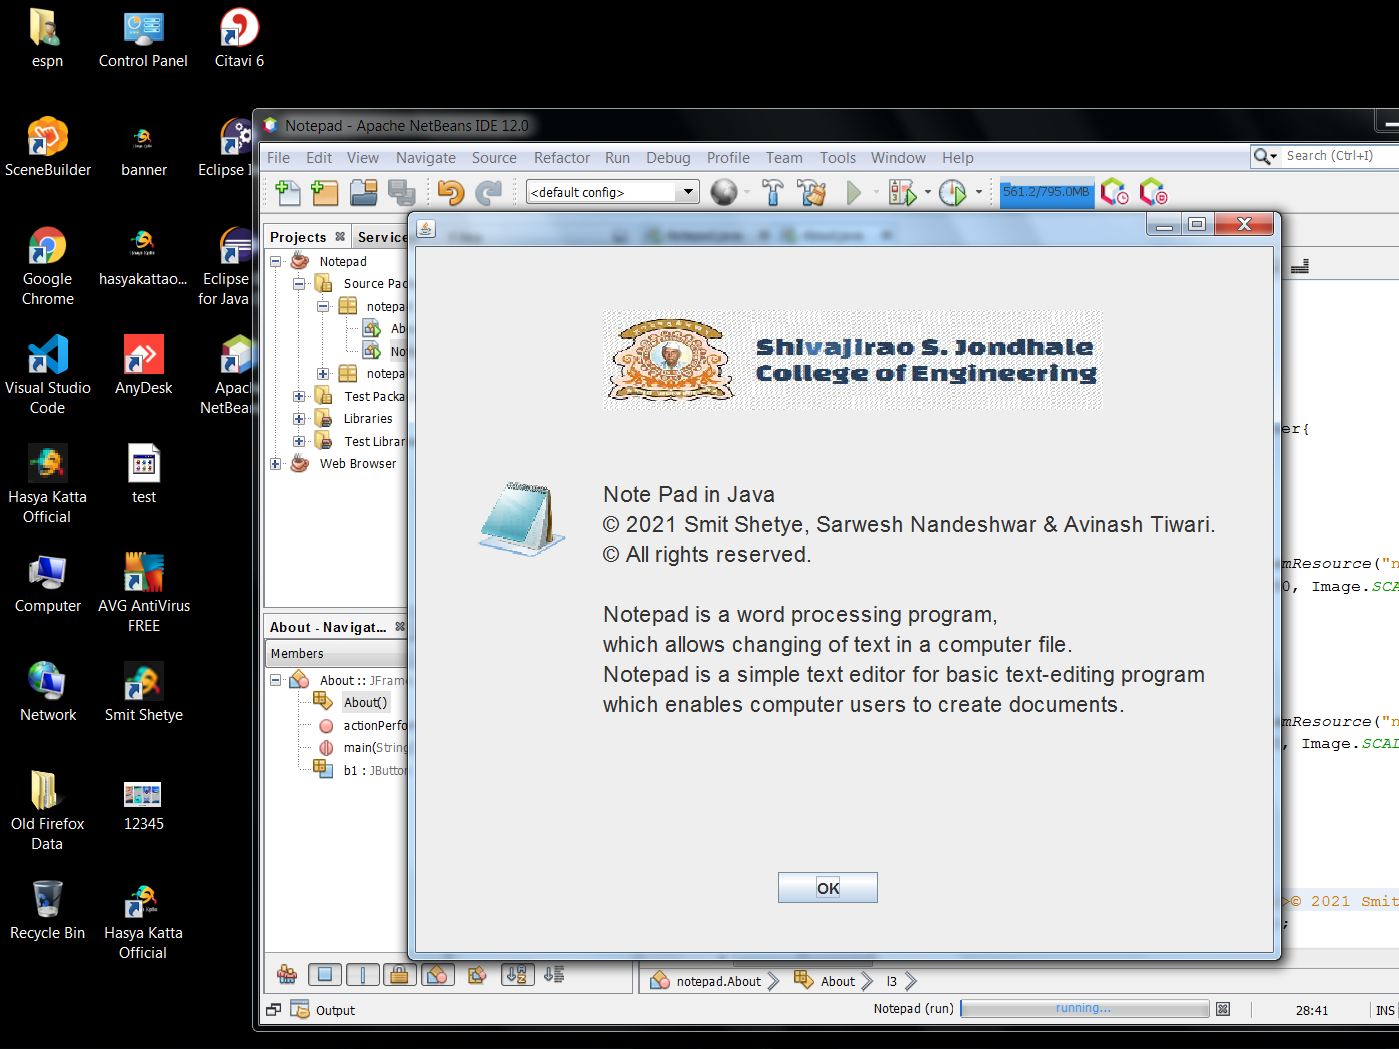 espn
Control Panel
Citavi 6
SceneBuilder
banner
Eclipse I
Google
Chrome
hasyakattao...
Eclipse
for Java
Visual Studio
Code
AnyDesk
Apac
NetBean
Hasya Katta
Official
test
Computer
AVG AntiVirus
FREE
Network
Smit Shetye
Old Firefox
Data
12345
Recycle Bin
Hasya Katta
Official
Notepad - Apache NetBeans IDE 12.0
File Edit View Navigate Source Refactor Run Debug Profile Team Tools Window Help
Search (Ctrl+I)
<default config>
561.2/795.0MB
Projects
Service
Notepad
Source Pac
notepa
Ab
No
notepa
Test Packa
Libraries
Test Librar
Web Browser
About - Navigat...
Members
About :: JFrame
About()
actionPerfo
main(String
b1 : JButton
Shivajirao S. Jondhale
College of Engineering
Note Pad in Java
© 2021 Smit Shetye, Sarwesh Nandeshwar & Avinash Tiwari.
© All rights reserved.
Notepad is a word processing program,
which allows changing of text in a computer file.
Notepad is a simple text editor for basic text-editing program
which enables computer users to create documents.
OK
er{
mResource("n
0, Image.SCA
mResource("n
, Image.SCAL
>© 2021 Smit
;
notepad.About
About
l3
Output
Notepad (run)
running...
28:41
INS